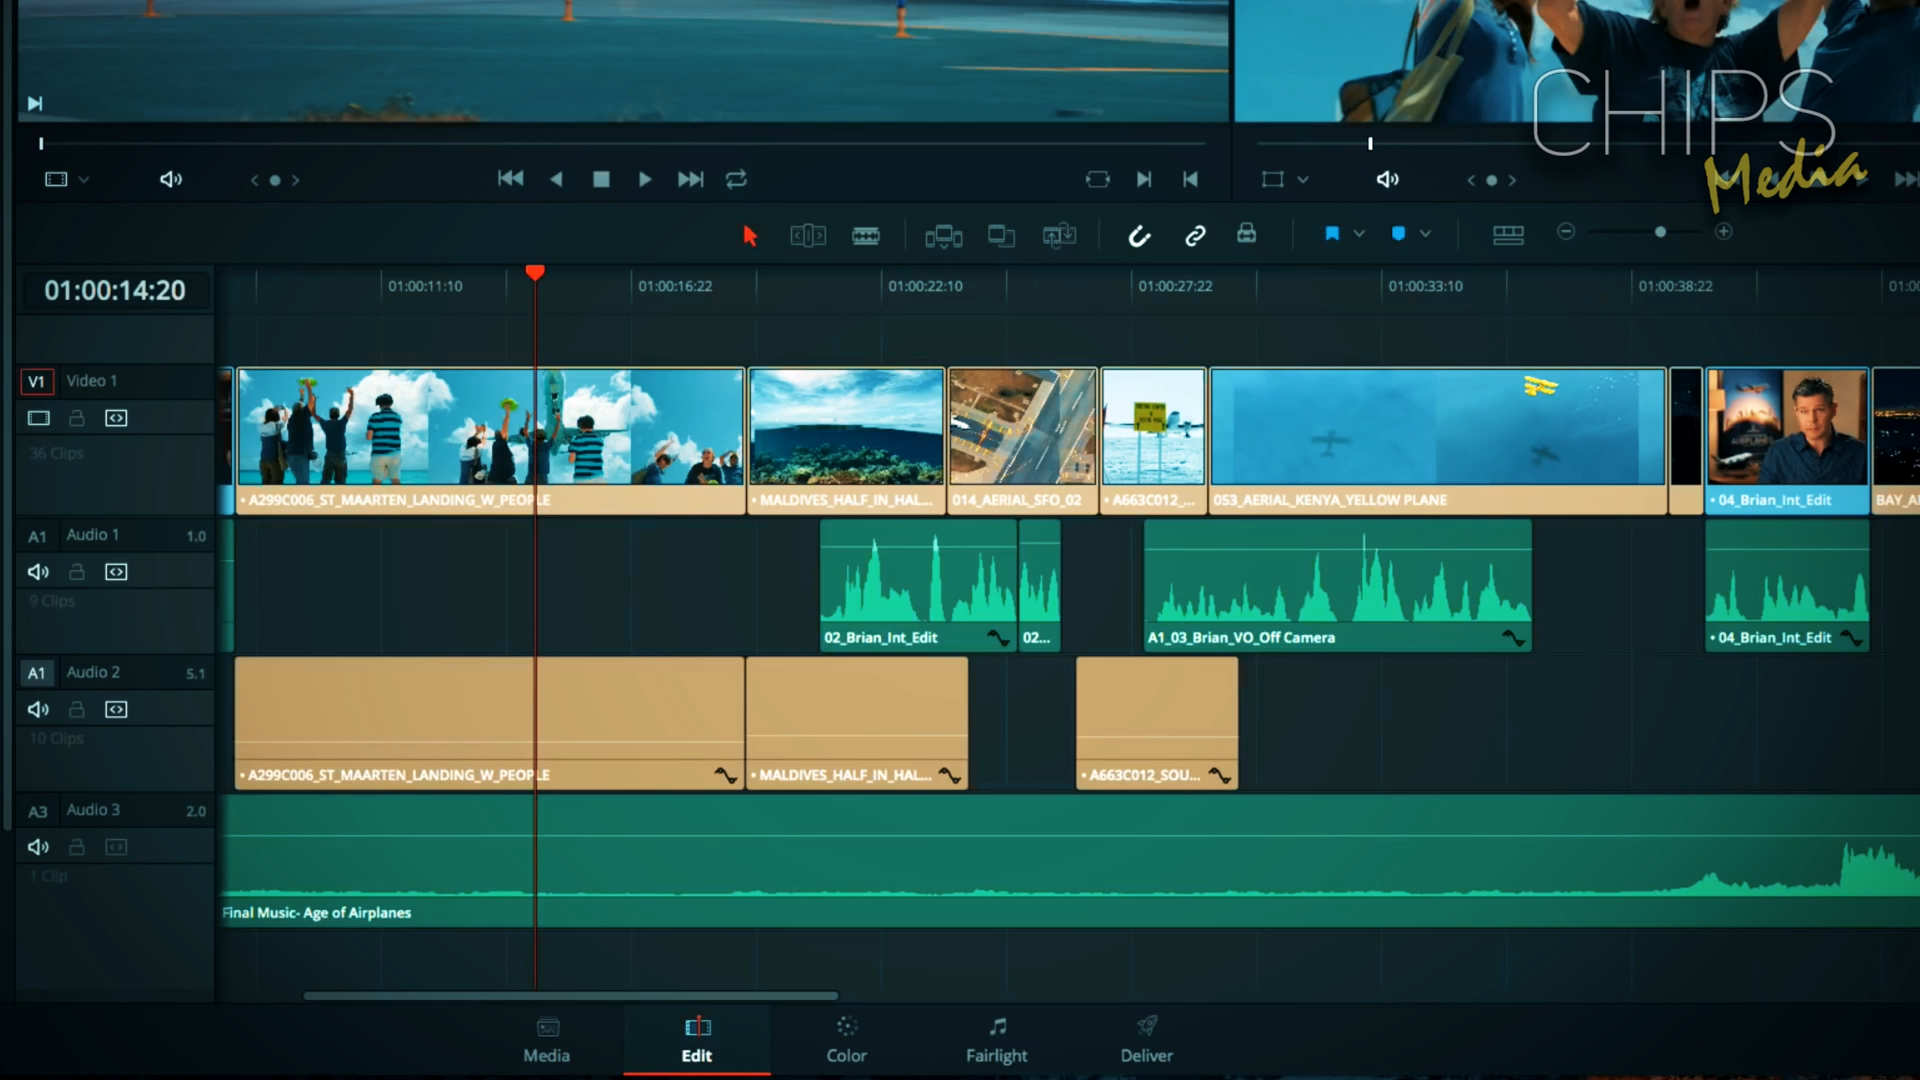 CHIPS
Media
01:00:14:20
01:00:11:10
01:00:16:22
01:00:22:10
01:00:27:22
01:00:33:10
01:00:38:22
V1
Video 1
36 Clips
• A299C006_ST_MAARTEN_LANDING_W_PEOPLE
• MALDIVES_HALF_IN_HAL...
014_AERIAL_SFO_02
• A663C012_...
053_AERIAL_KENYA_YELLOW PLANE
• 04_Brian_Int_Edit
A1
Audio 1
1.0
9 Clips
02_Brian_Int_Edit
02...
A1_03_Brian_VO_Off Camera
• 04_Brian_Int_Edit
A1
Audio 2
5.1
10 Clips
• A299C006_ST_MAARTEN_LANDING_W_PEOPLE
• MALDIVES_HALF_IN_HAL...
• A663C012_SOU...
A3
Audio 3
2.0
1 Clip
Final Music- Age of Airplanes
Media
Edit
Color
Fairlight
Deliver